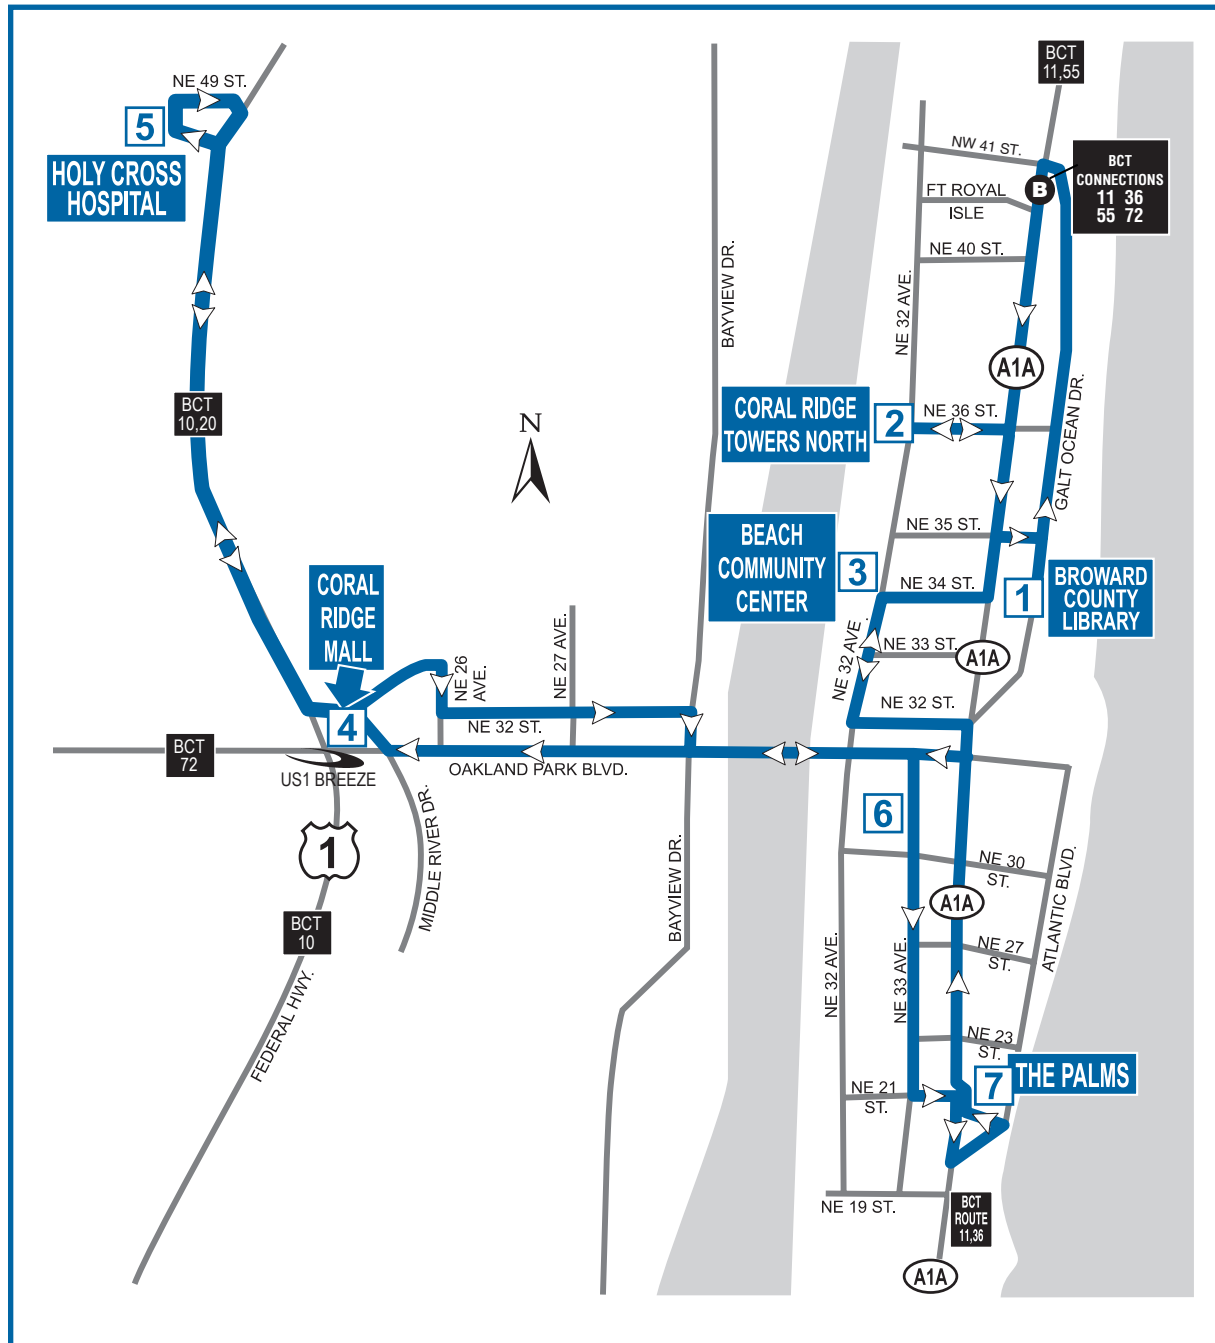 NE 49 ST.
5
HOLY CROSS
HOSPITAL
BCT
11,55
NW 41 ST.
BCT
CONNECTIONS
11 36
55 72
B
FT ROYAL
ISLE
NE 40 ST.
BAYVIEW DR.
NE 32 AVE.
A1A
BCT
10,20
N
CORAL RIDGE
TOWERS NORTH
2
NE 36 ST.
GALT OCEAN DR.
BEACH
COMMUNITY
CENTER
3
NE 35 ST.
NE 34 ST.
1
BROWARD
COUNTY
LIBRARY
CORAL
RIDGE
MALL
NE 26
AVE.
NE 27 AVE.
NE 32 AVE.
NE 33 ST.
A1A
4
NE 32 ST.
NE 32 ST.
BCT
72
US1 BREEZE
OAKLAND PARK BLVD.
6
1
MIDDLE RIVER DR.
BAYVIEW DR.
NE 30
ST.
ATLANTIC BLVD.
A1A
BCT
10
NE 32 AVE.
NE 33 AVE.
NE 27
ST.
FEDERAL HWY.
NE 23
ST.
NE 21
ST.
7
THE PALMS
NE 19 ST.
BCT
ROUTE
11,36
A1A